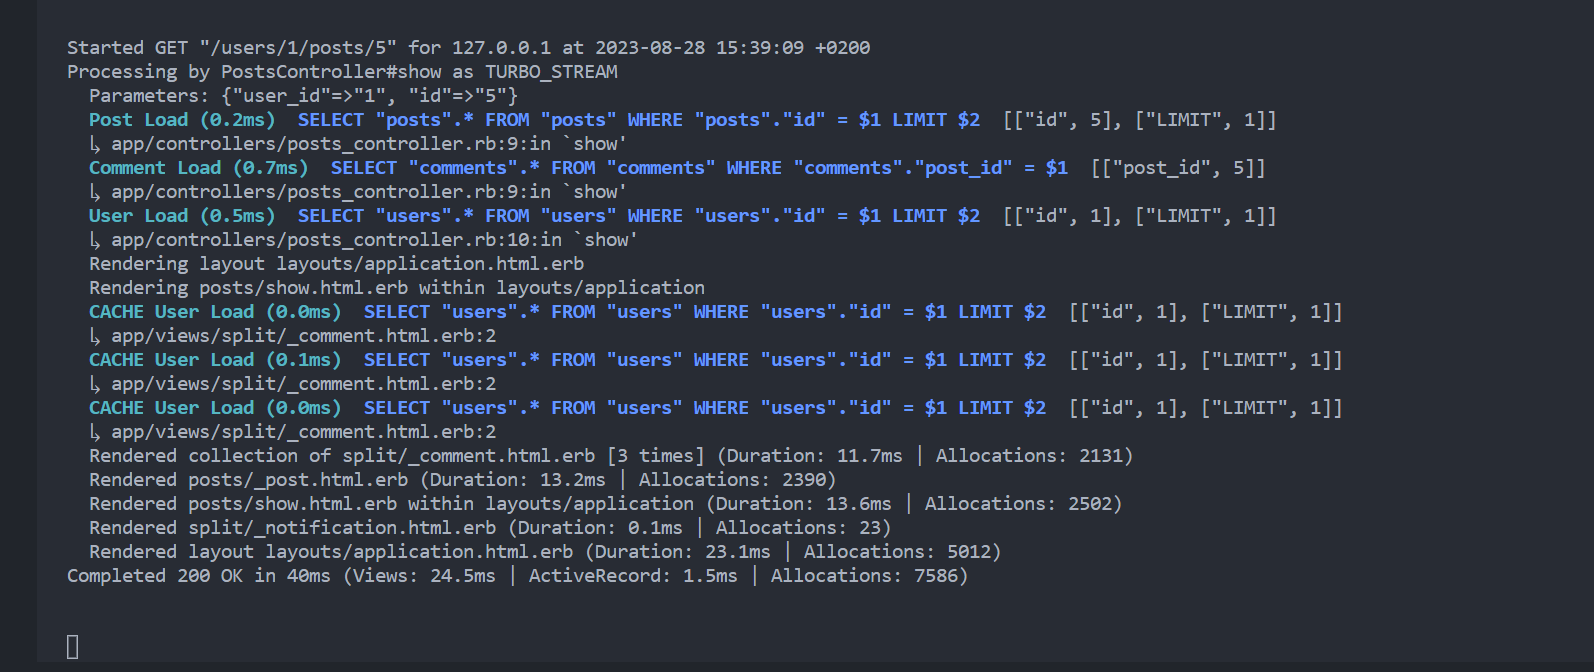 Started GET "/users/1/posts/5" for 127.0.0.1 at 2023-08-28 15:39:09 +0200
Processing by PostsController#show as TURBO_STREAM
  Parameters: {"user_id"=>"1", "id"=>"5"}
  Post Load (0.2ms)  SELECT "posts".* FROM "posts" WHERE "posts"."id" = $1 LIMIT $2  [["id", 5], ["LIMIT", 1]]
  ↳ app/controllers/posts_controller.rb:9:in `show'
  Comment Load (0.7ms)  SELECT "comments".* FROM "comments" WHERE "comments"."post_id" = $1  [["post_id", 5]]
  ↳ app/controllers/posts_controller.rb:9:in `show'
  User Load (0.5ms)  SELECT "users".* FROM "users" WHERE "users"."id" = $1 LIMIT $2  [["id", 1], ["LIMIT", 1]]
  ↳ app/controllers/posts_controller.rb:10:in `show'
  Rendering layout layouts/application.html.erb
  Rendering posts/show.html.erb within layouts/application
  CACHE User Load (0.0ms)  SELECT "users".* FROM "users" WHERE "users"."id" = $1 LIMIT $2  [["id", 1], ["LIMIT", 1]]
  ↳ app/views/split/_comment.html.erb:2
  CACHE User Load (0.1ms)  SELECT "users".* FROM "users" WHERE "users"."id" = $1 LIMIT $2  [["id", 1], ["LIMIT", 1]]
  ↳ app/views/split/_comment.html.erb:2
  CACHE User Load (0.0ms)  SELECT "users".* FROM "users" WHERE "users"."id" = $1 LIMIT $2  [["id", 1], ["LIMIT", 1]]
  ↳ app/views/split/_comment.html.erb:2
  Rendered collection of split/_comment.html.erb [3 times] (Duration: 11.7ms | Allocations: 2131)
  Rendered posts/_post.html.erb (Duration: 13.2ms | Allocations: 2390)
  Rendered posts/show.html.erb within layouts/application (Duration: 13.6ms | Allocations: 2502)
  Rendered split/_notification.html.erb (Duration: 0.1ms | Allocations: 23)
  Rendered layout layouts/application.html.erb (Duration: 23.1ms | Allocations: 5012)
Completed 200 OK in 40ms (Views: 24.5ms | ActiveRecord: 1.5ms | Allocations: 7586)